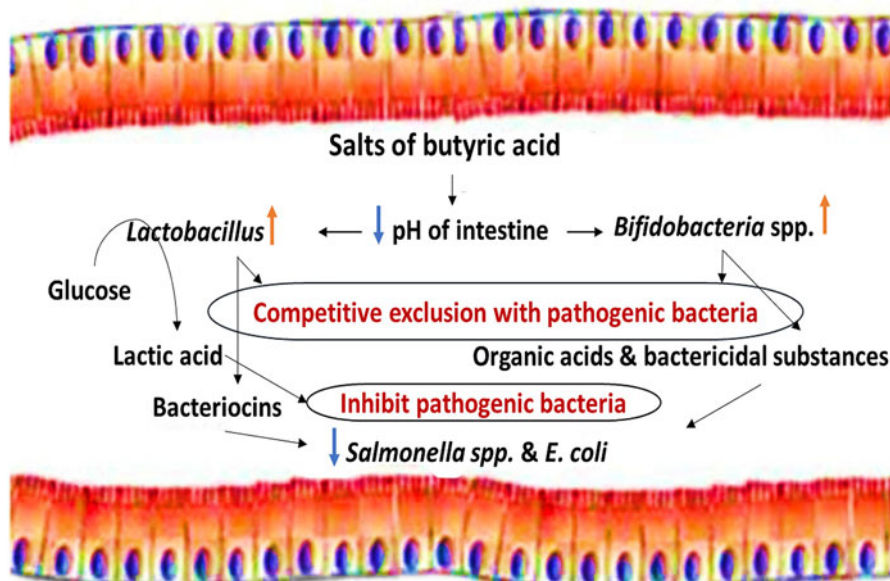 Salts of butyric acid
Lactobacillus
pH of intestine
Bifidobacteria spp.
Glucose
Competitive exclusion with pathogenic bacteria
Lactic acid
Organic acids & bactericidal substances
Bacteriocins
Inhibit pathogenic bacteria
Salmonella spp. & E. coli